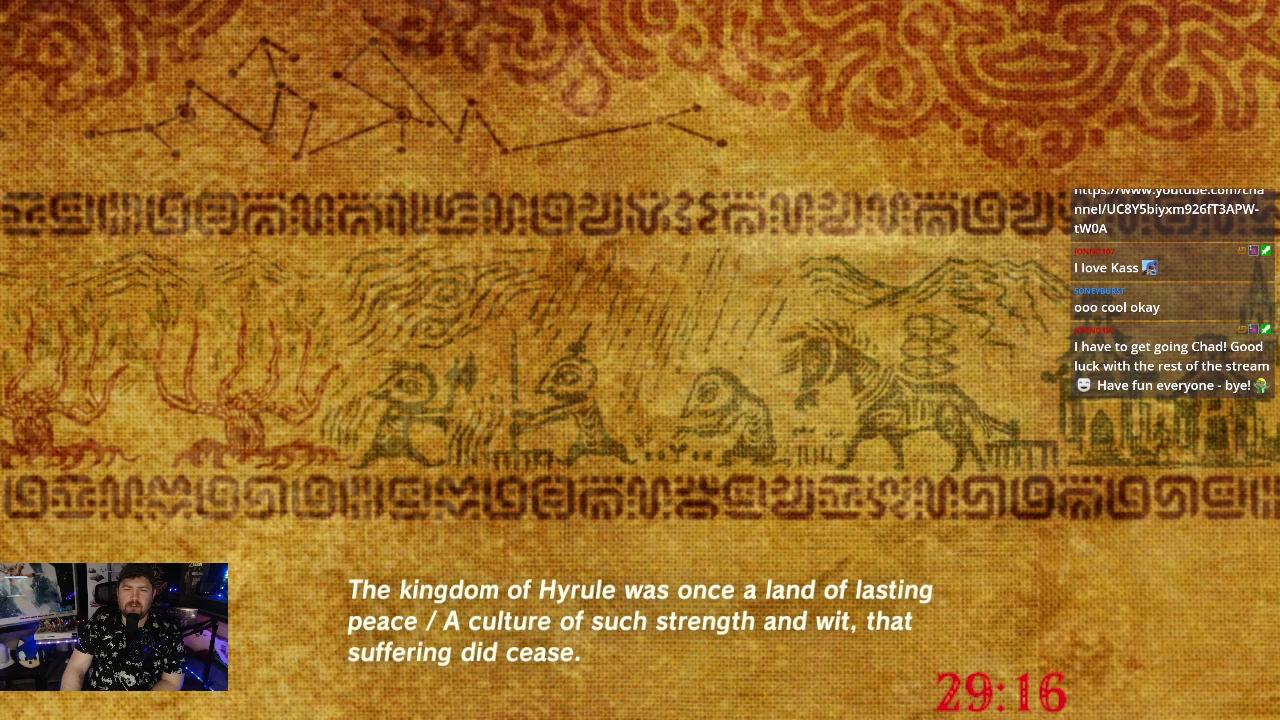 https://www.youtube.com/cha
nnel/UC8Y5biyxm926fT3APW-
tW0A
I love Kass
SONEYBURST
ooo cool okay
I have to get going Chad! Good
luck with the rest of the stream
Have fun everyone - bye!
The kingdom of Hyrule was once a land of lasting
peace / A culture of such strength and wit, that
suffering did cease.
29:16